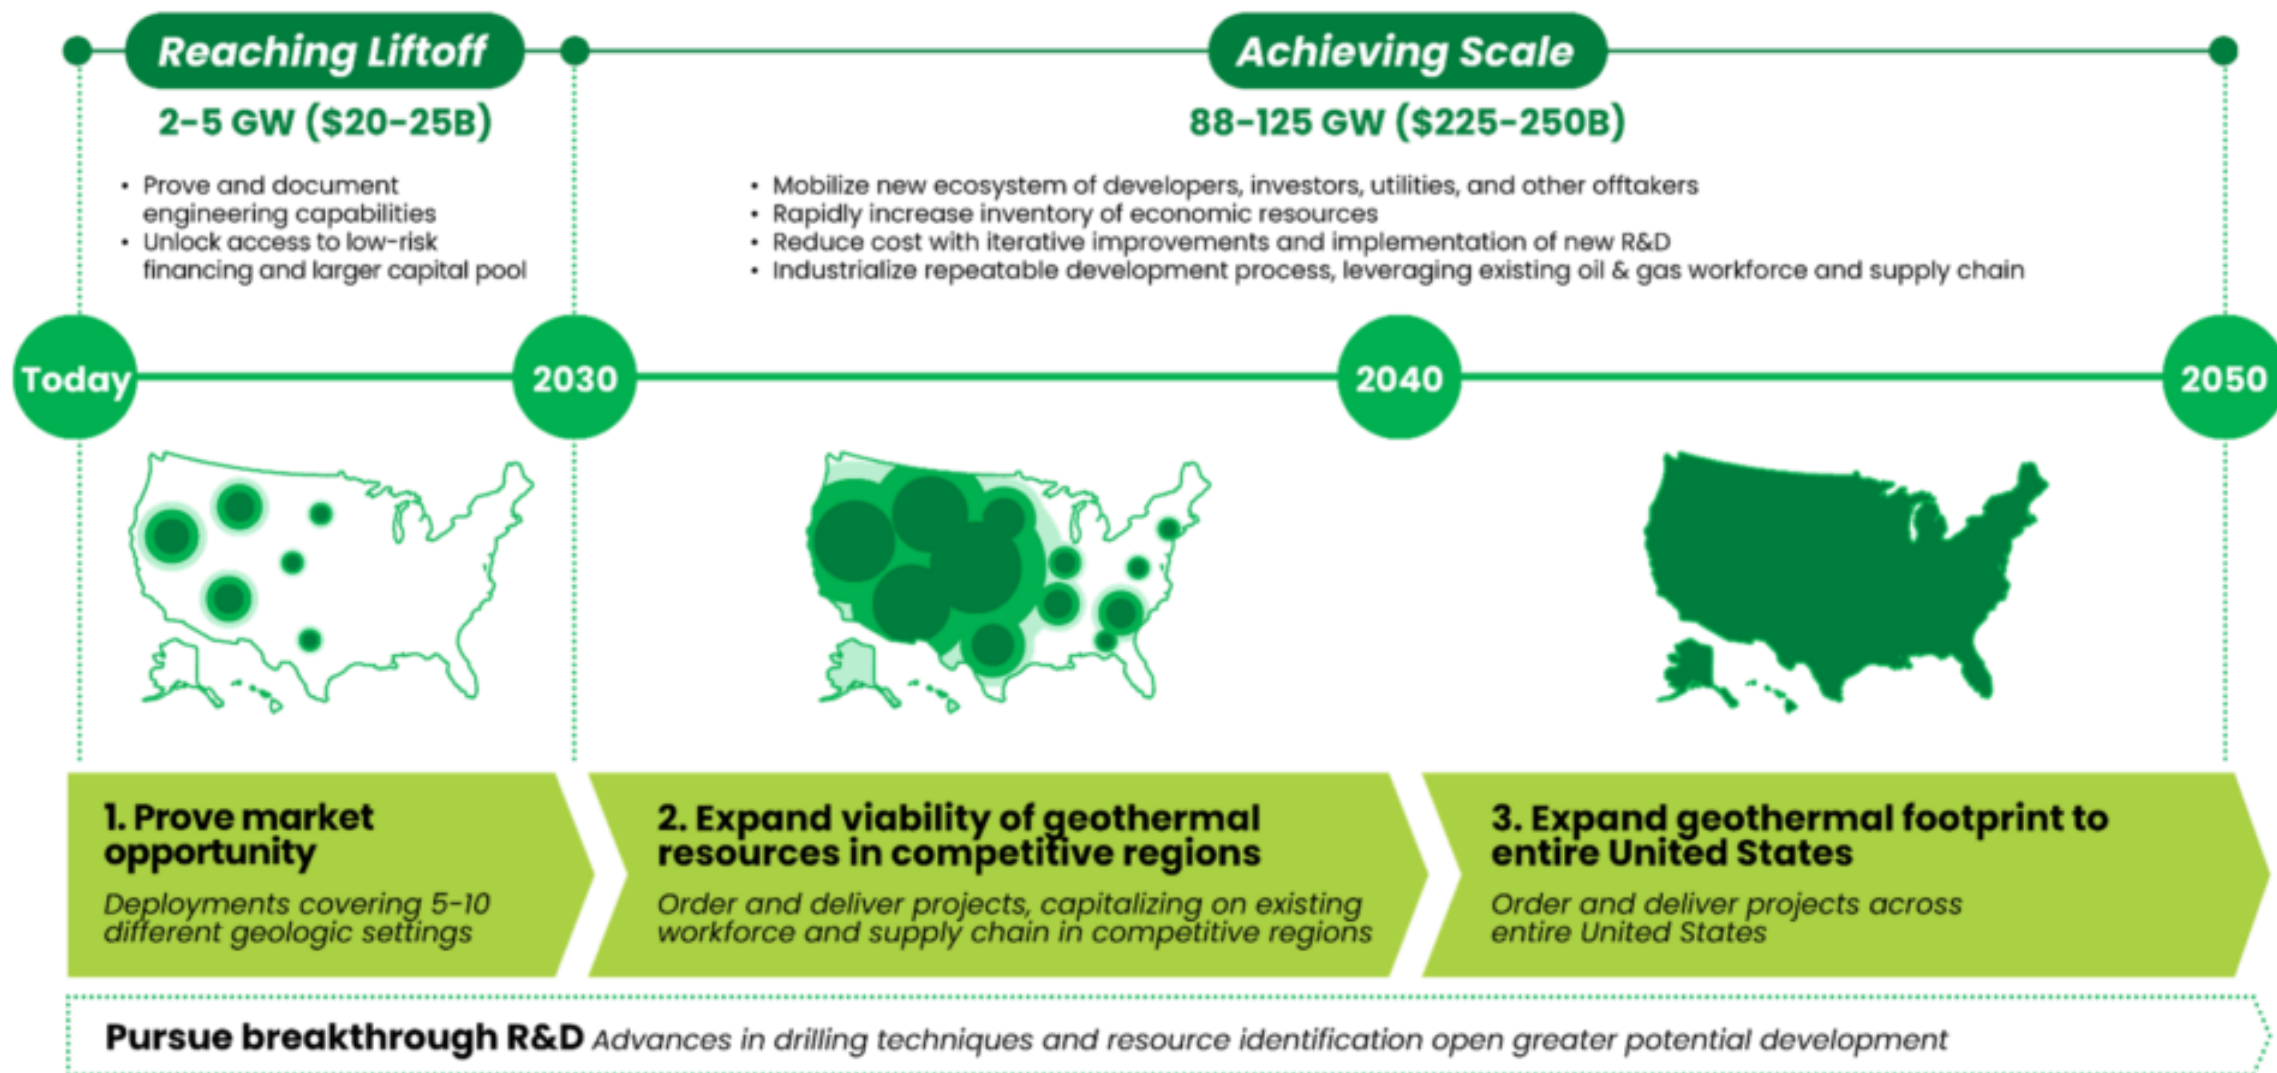 Reaching Liftoff
2-5 GW ($20-25B)
• Prove and document
engineering capabilities
• Unlock access to low-risk
financing and larger capital pool
Achieving Scale
88-125 GW ($225-250B)
• Mobilize new ecosystem of developers, investors, utilities, and other offtakers
• Rapidly increase inventory of economic resources
• Reduce cost with iterative improvements and implementation of new R&D
• Industrialize repeatable development process, leveraging existing oil & gas workforce and supply chain
Today
2030
2040
2050
1. Prove market
opportunity
Deployments covering 5-10
different geologic settings
2. Expand viability of geothermal
resources in competitive regions
Order and deliver projects, capitalizing on existing
workforce and supply chain in competitive regions
3. Expand geothermal footprint to
entire United States
Order and deliver projects across
entire United States
Pursue breakthrough R&D Advances in drilling techniques and resource identification open greater potential development